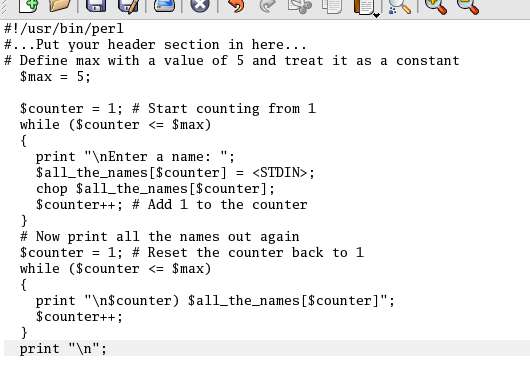 #!/usr/bin/perl
#...Put your header section in here...
# Define max with a value of 5 and treat it as a constant
  $max = 5;

  $counter = 1; # Start counting from 1
  while ($counter <= $max)
  {
    print "\nEnter a name: ";
    $all_the_names[$counter] = <STDIN>;
    chop $all_the_names[$counter];
    $counter++; # Add 1 to the counter
  }
  # Now print all the names out again
  $counter = 1; # Reset the counter back to 1
  while ($counter <= $max)
  {
    print "\n$counter) $all_the_names[$counter]";
    $counter++;
  }
  print "\n";